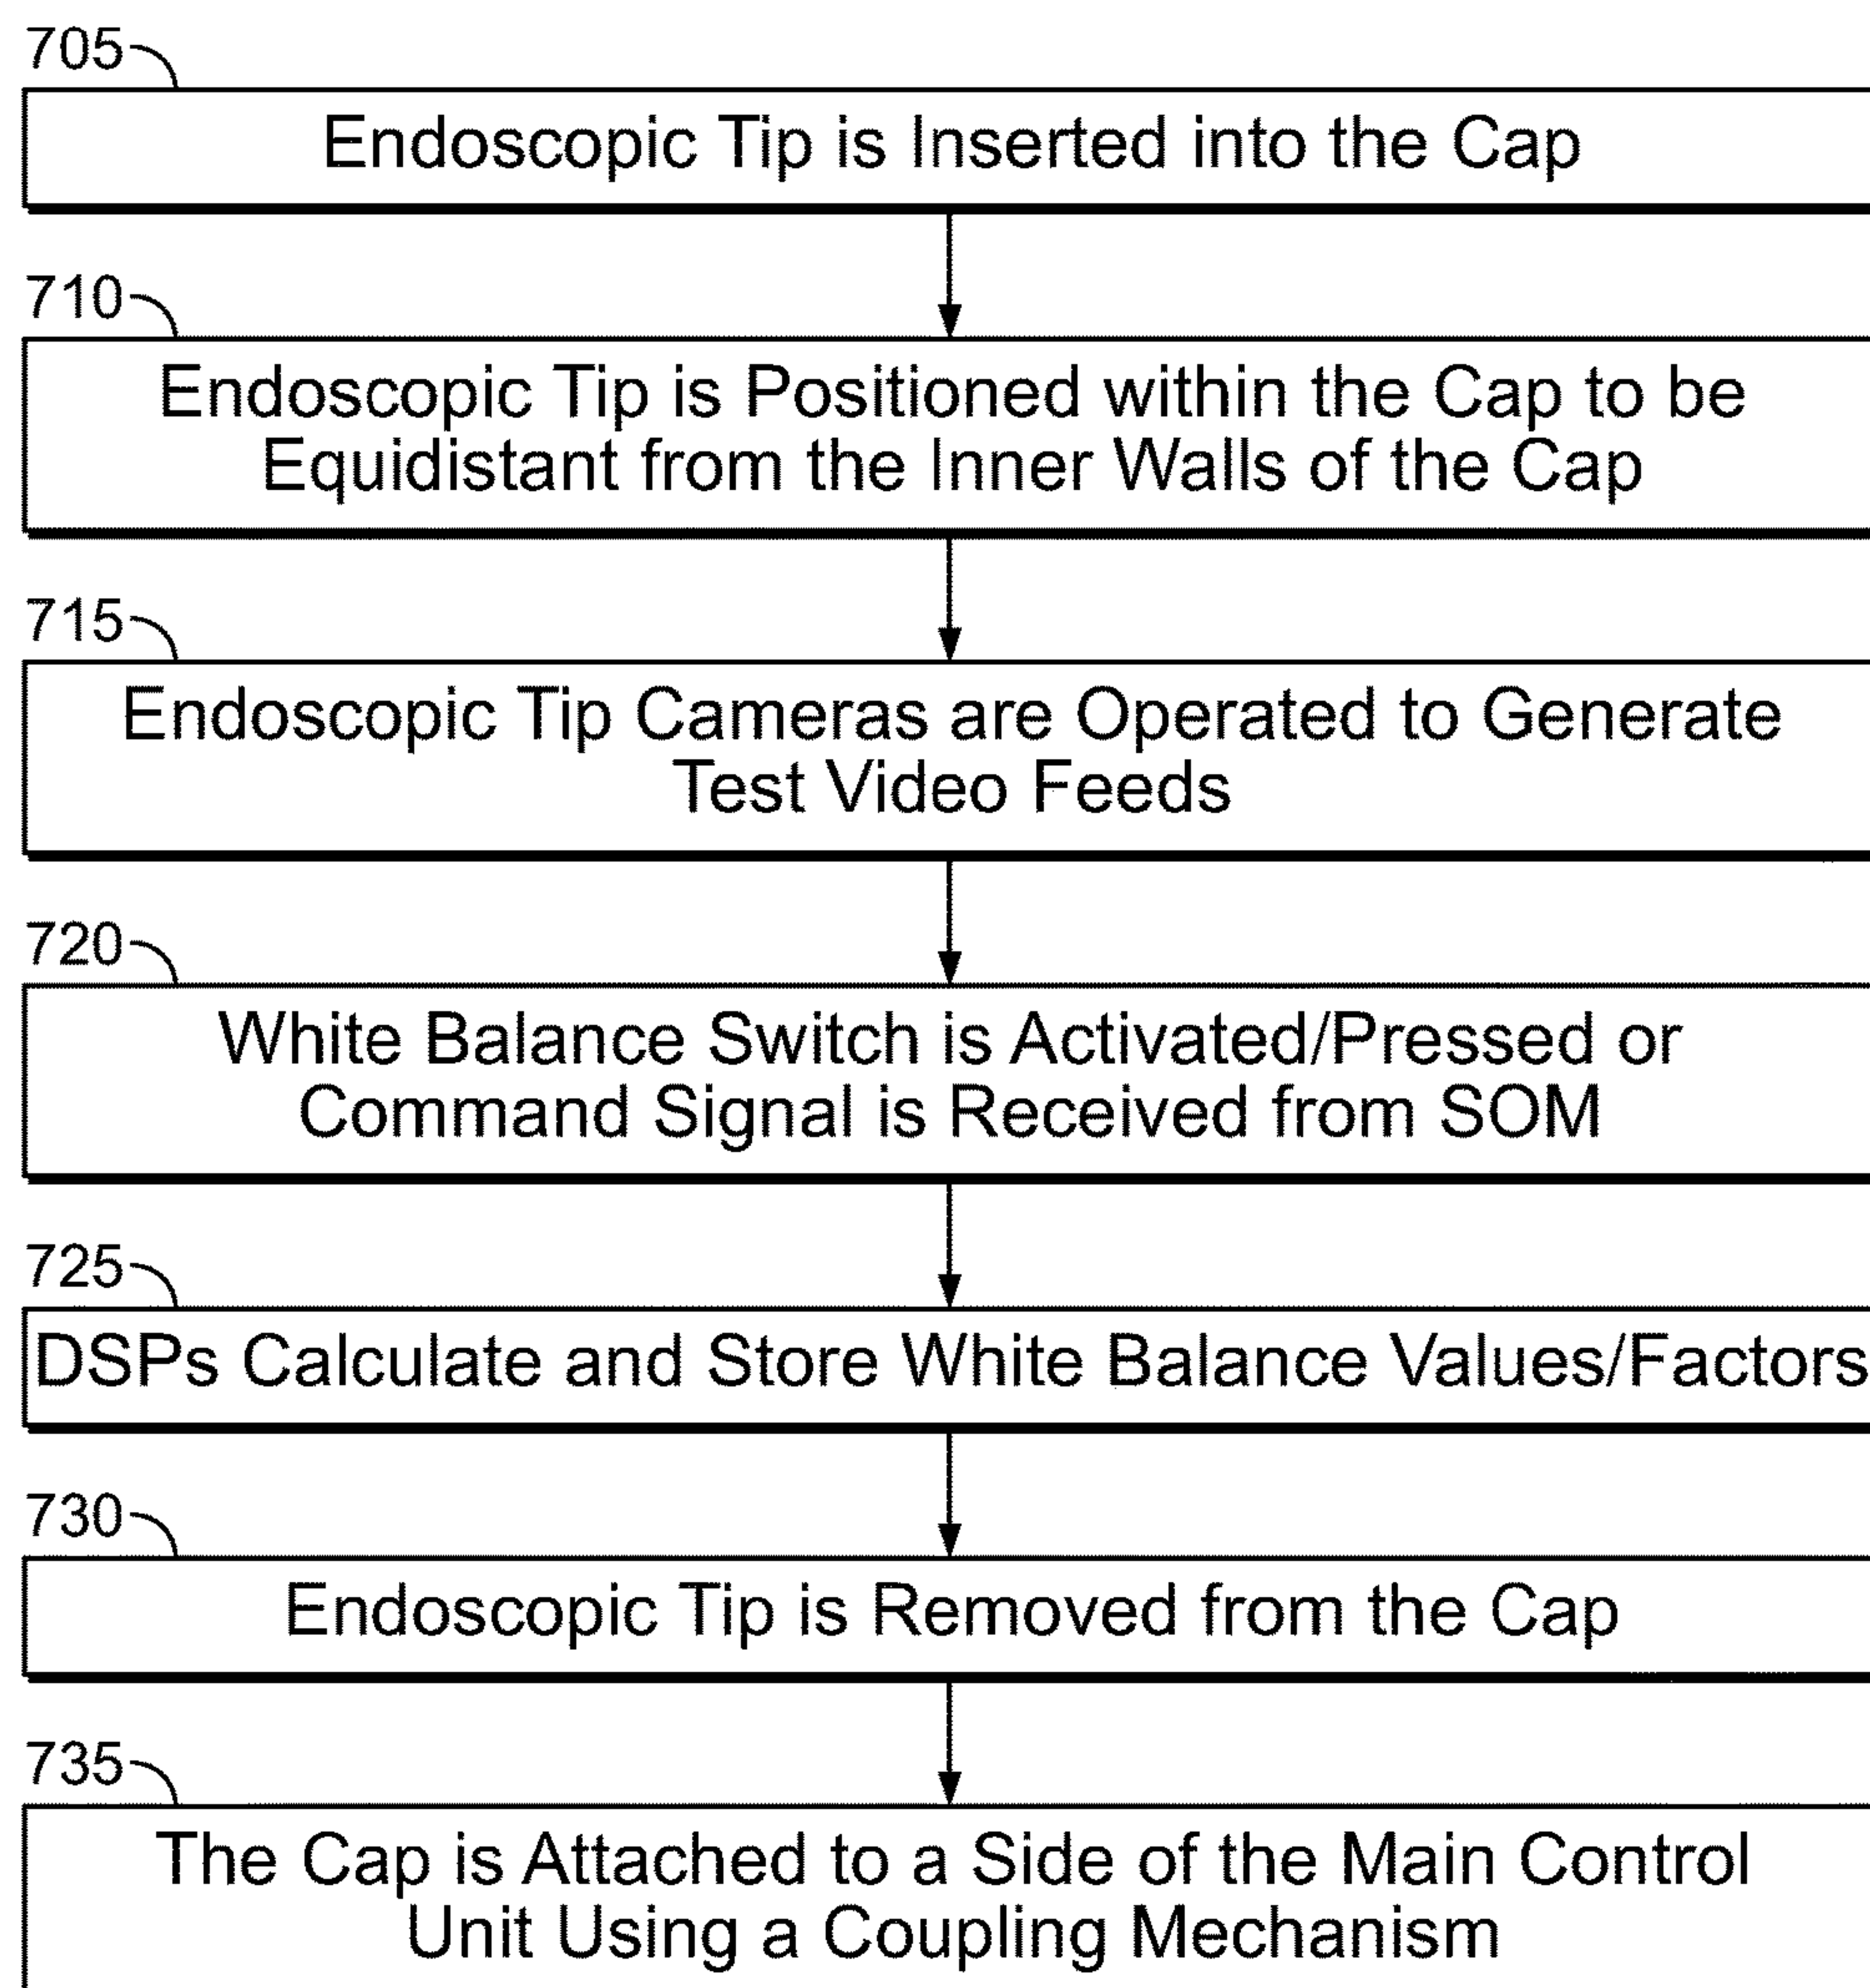 705
Endoscopic Tip is Inserted into the Cap
710
Endoscopic Tip is Positioned within the Cap to be
Equidistant from the Inner Walls of the Cap
715
Endoscopic Tip Cameras are Operated to Generate
Test Video Feeds
720
White Balance Switch is Activated/Pressed or
Command Signal is Received from SOM
725
DSPs Calculate and Store White Balance Values/Factors
730
Endoscopic Tip is Removed from the Cap
735
The Cap is Attached to a Side of the Main Control
Unit Using a Coupling Mechanism